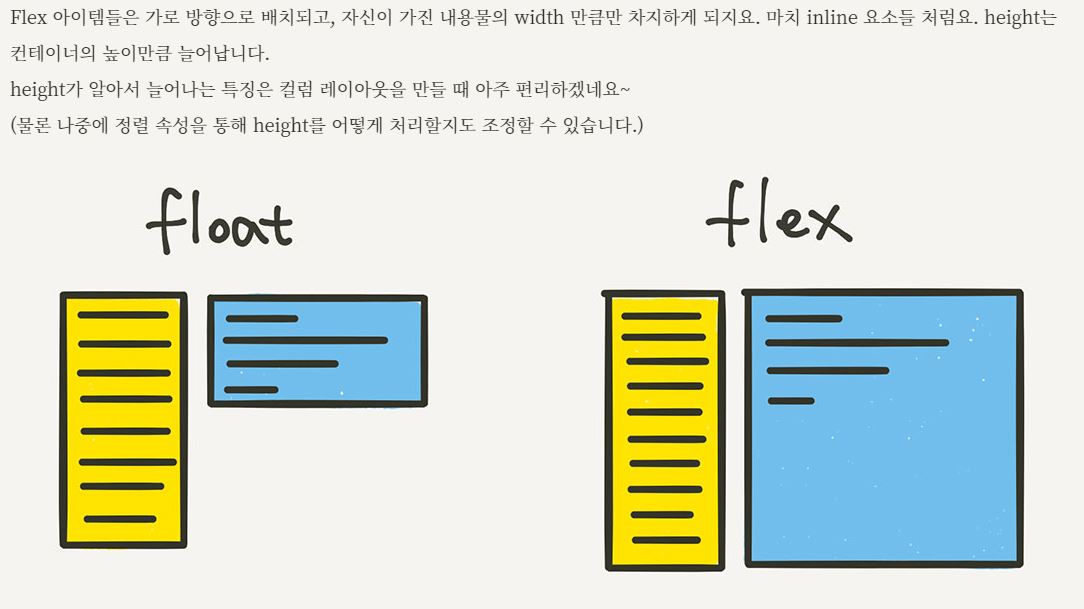 Flex 아이템들은 가로 방향으로 배치되고, 자신이 가진 내용물의 width 만큼만 차지하게 되지요. 마치 inline 요소들 처럼요. height는
컨테이너의 높이만큼 늘어납니다.
height가 알아서 늘어나는 특징은 컬럼 레이아웃을 만들 때 아주 편리하겠네요~
(물론 나중에 정렬 속성을 통해 height를 어떻게 처리할지도 조정할 수 있습니다.)
float
flex